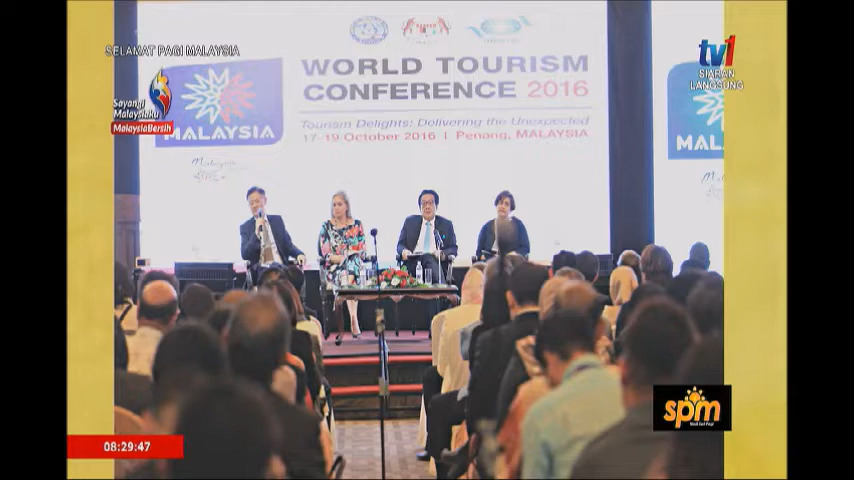 SELAMAT PAGI MALAYSIA
tv1
SIARAN
LANGSUNG
Sayangi
Malaysiaku
MalaysiaBersih
MALAYSIA
WORLD TOURISM
CONFERENCE 2016
Tourism Delights: Delivering the Unexpected
17-19 October 2016 | Penang, MALAYSIA
MALAY
spm
08:29:47